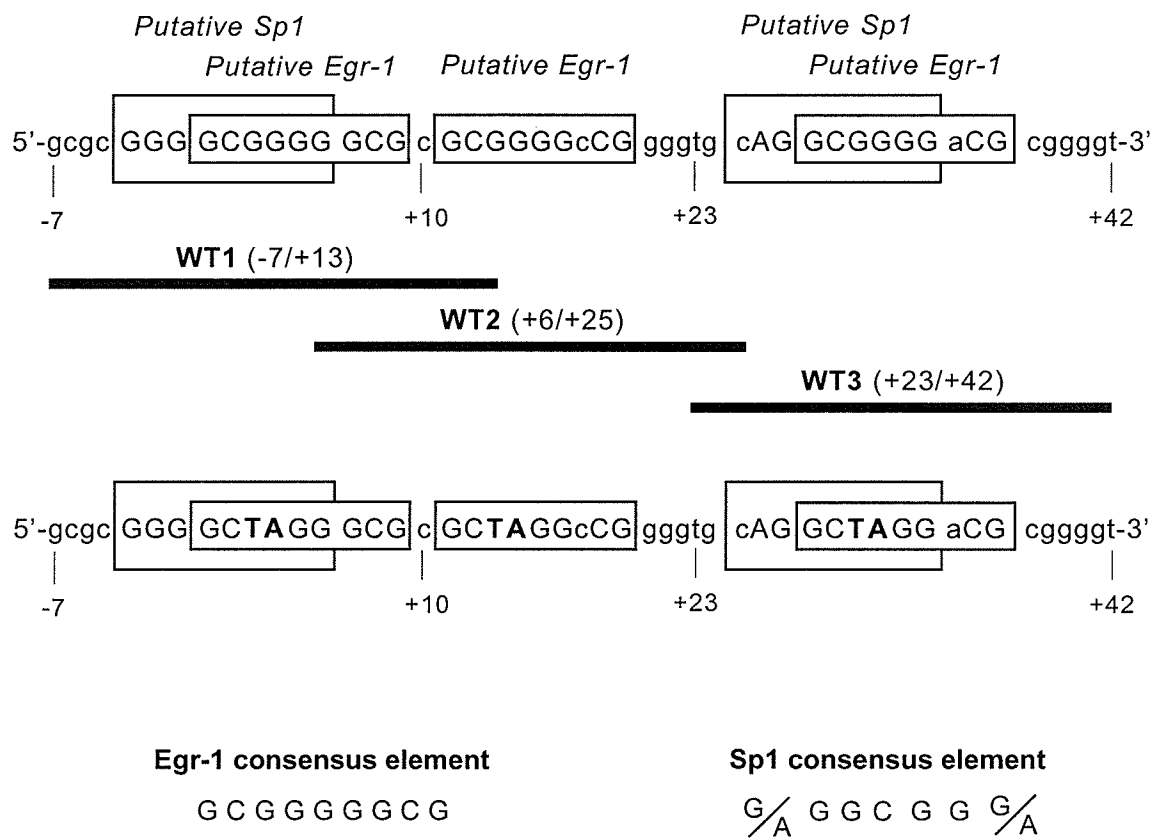 Putative Sp1 Putative Sp1
Putative Egr-1 Putative Egr-1 Putative Egr-1
5’-gcgc GGG GCGGGG GCG c GCGGGGcCG gggtg cAG GCGGGG aCG cggggt-3’
-7 +10 +23 +42
WT1 (-7/+13)
WT2 (+6/+25)
WT3 (+23/+42)
5’-gcgc GGG GCTAGG GCG c GCTAGGcCG gggtg cAG GCTAGG aCG cggggt-3’
-7 +10 +23 +42
Egr-1 consensus element Sp1 consensus element
G C G G G G G C G G/A G G C G G G/A